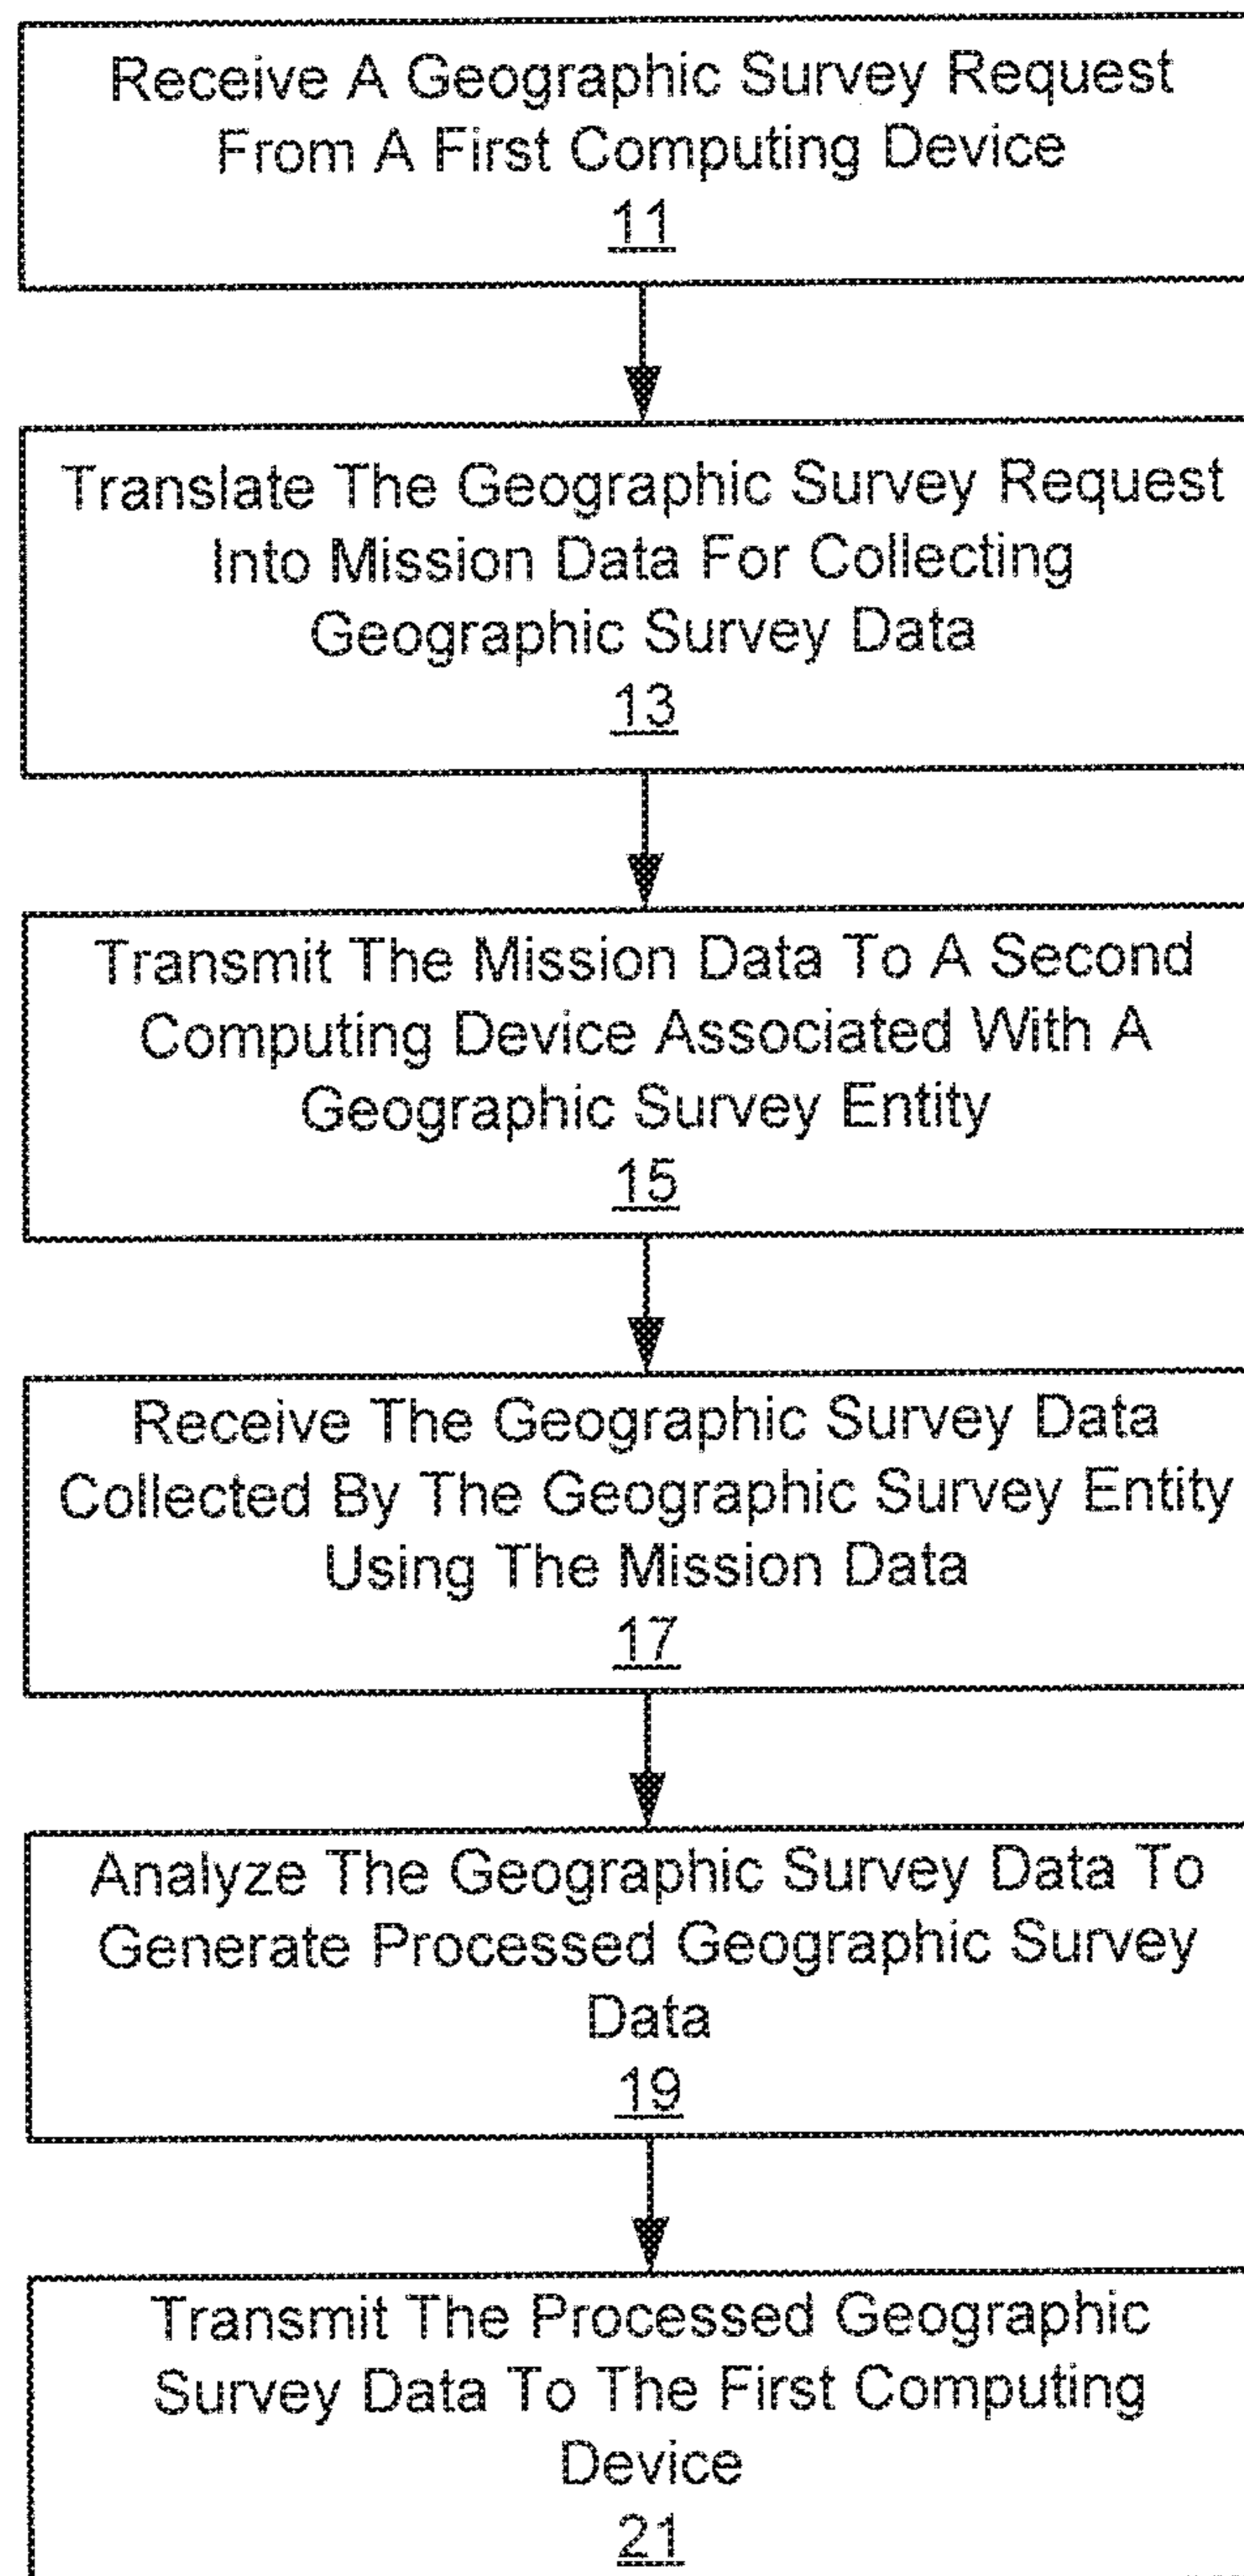 Receive A Geographic Survey Request
From A First Computing Device
11
Translate The Geographic Survey Request
Into Mission Data For Collecting
Geographic Survey Data
13
Transmit The Mission Data To A Second
Computing Device Associated With A
Geographic Survey Entity
15
Receive The Geographic Survey Data
Collected By The Geographic Survey Entity
Using The Mission Data
17
Analyze The Geographic Survey Data To
Generate Processed Geographic Survey
Data
19
Transmit The Processed Geographic
Survey Data To The First Computing
Device
21